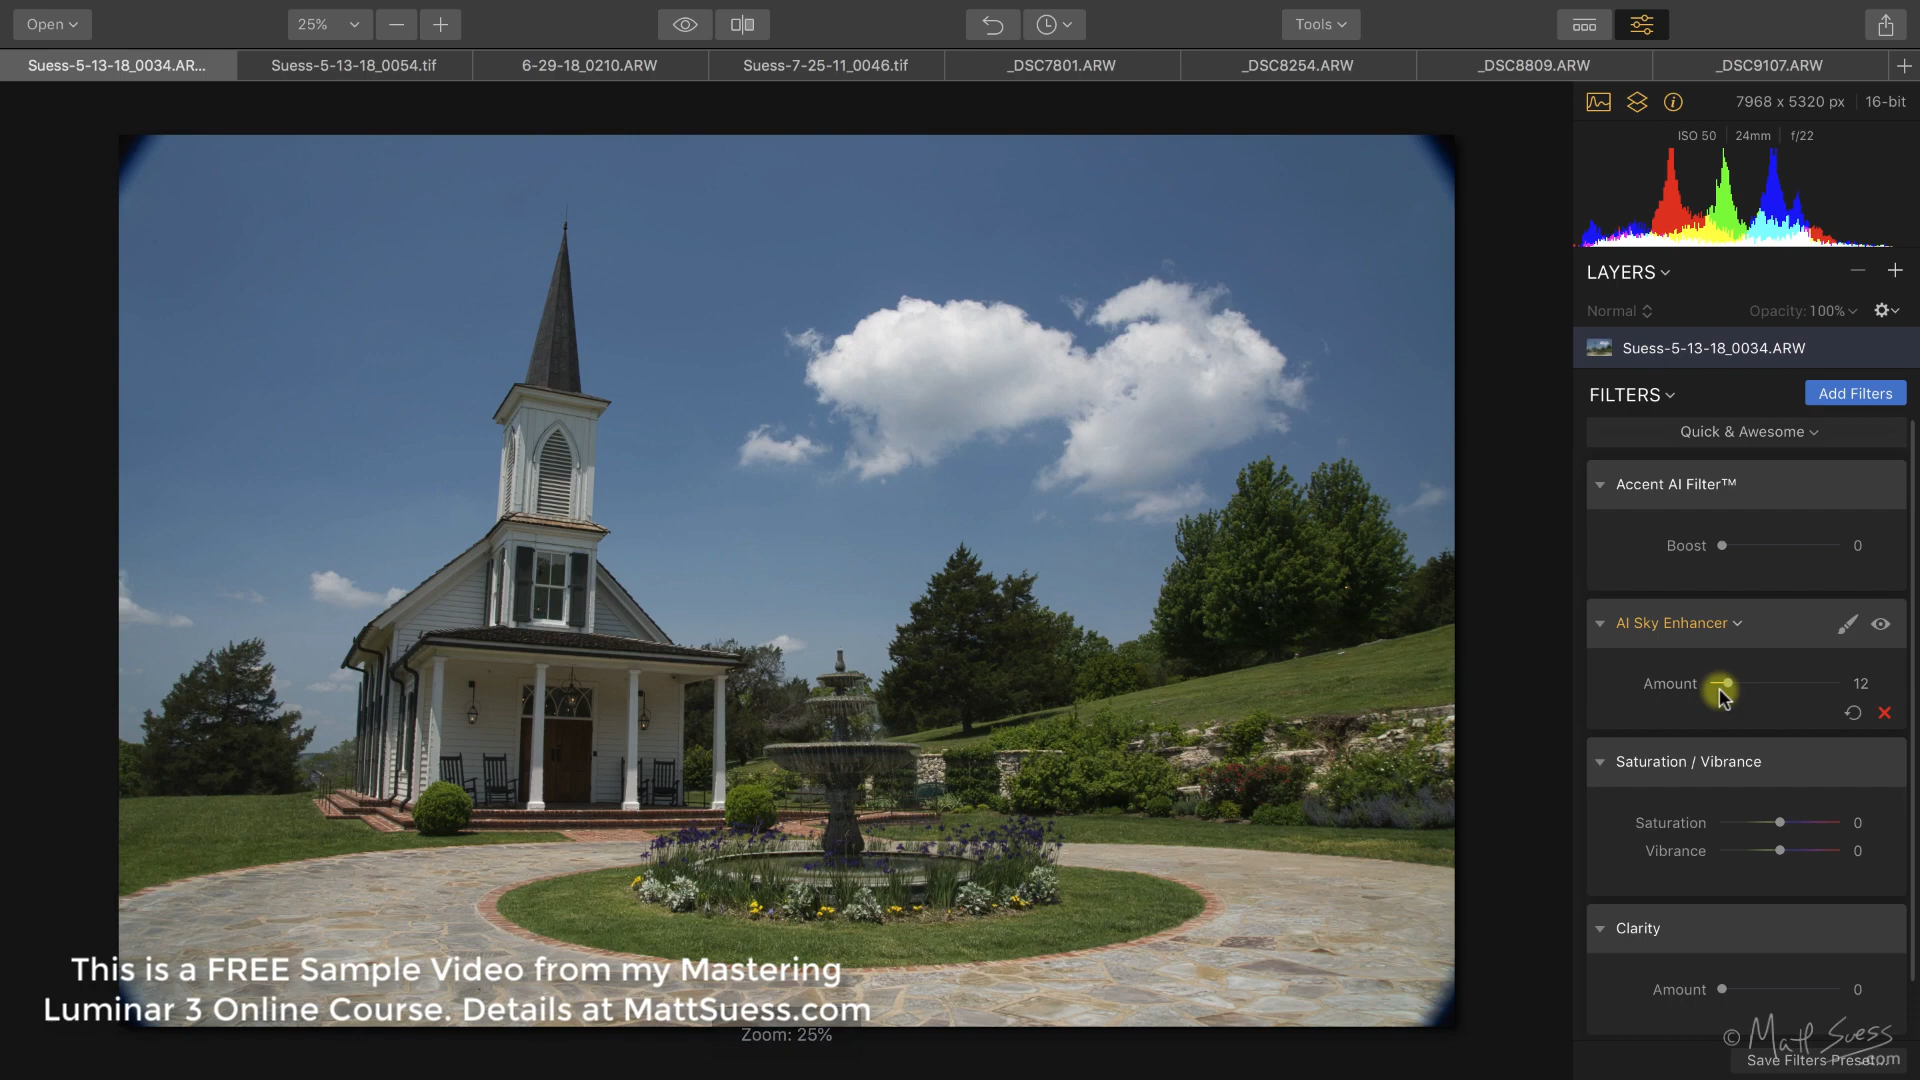 Open
25%
Tools
Suess-5-13-18_0034.AR...
Suess-5-13-18_0054.tif
6-29-18_0210.ARW
Suess-7-25-11_0046.tif
_DSC7801.ARW
_DSC8254.ARW
_DSC8809.ARW
_DSC9107.ARW
7968 x 5320 px
16-bit
ISO 50
24mm
f/22
LAYERS
Normal
Opacity: 100%
Suess-5-13-18_0034.ARW
FILTERS
Add Filters
Quick & Awesome
Accent AI Filter™
Boost 0
AI Sky Enhancer
Amount 12
Saturation / Vibrance
Saturation 0
Vibrance 0
Clarity
Amount 0
This is a FREE Sample Video from my Mastering
Luminar 3 Online Course. Details at MattSuess.com
Zoom: 25%
© Matt Suess
.com
Save Filters Preset...